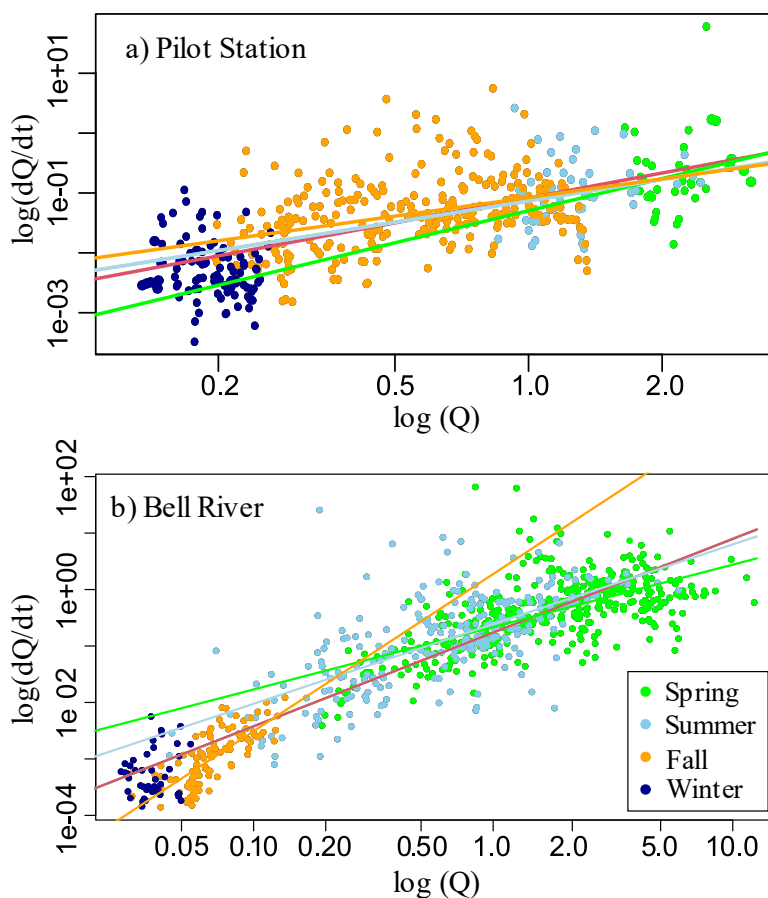 a) Pilot Station
log(dQ/dt)
1e+01
1e-01
1e-03
0.2 0.5 1.0 2.0
log (Q)
b) Bell River
log(dQ/dt)
1e+02
1e+00
1e02
1e-04
0.05 0.10 0.20 0.50 1.0 2.0 5.0 10.0
log (Q)
Spring
Summer
Fall
Winter